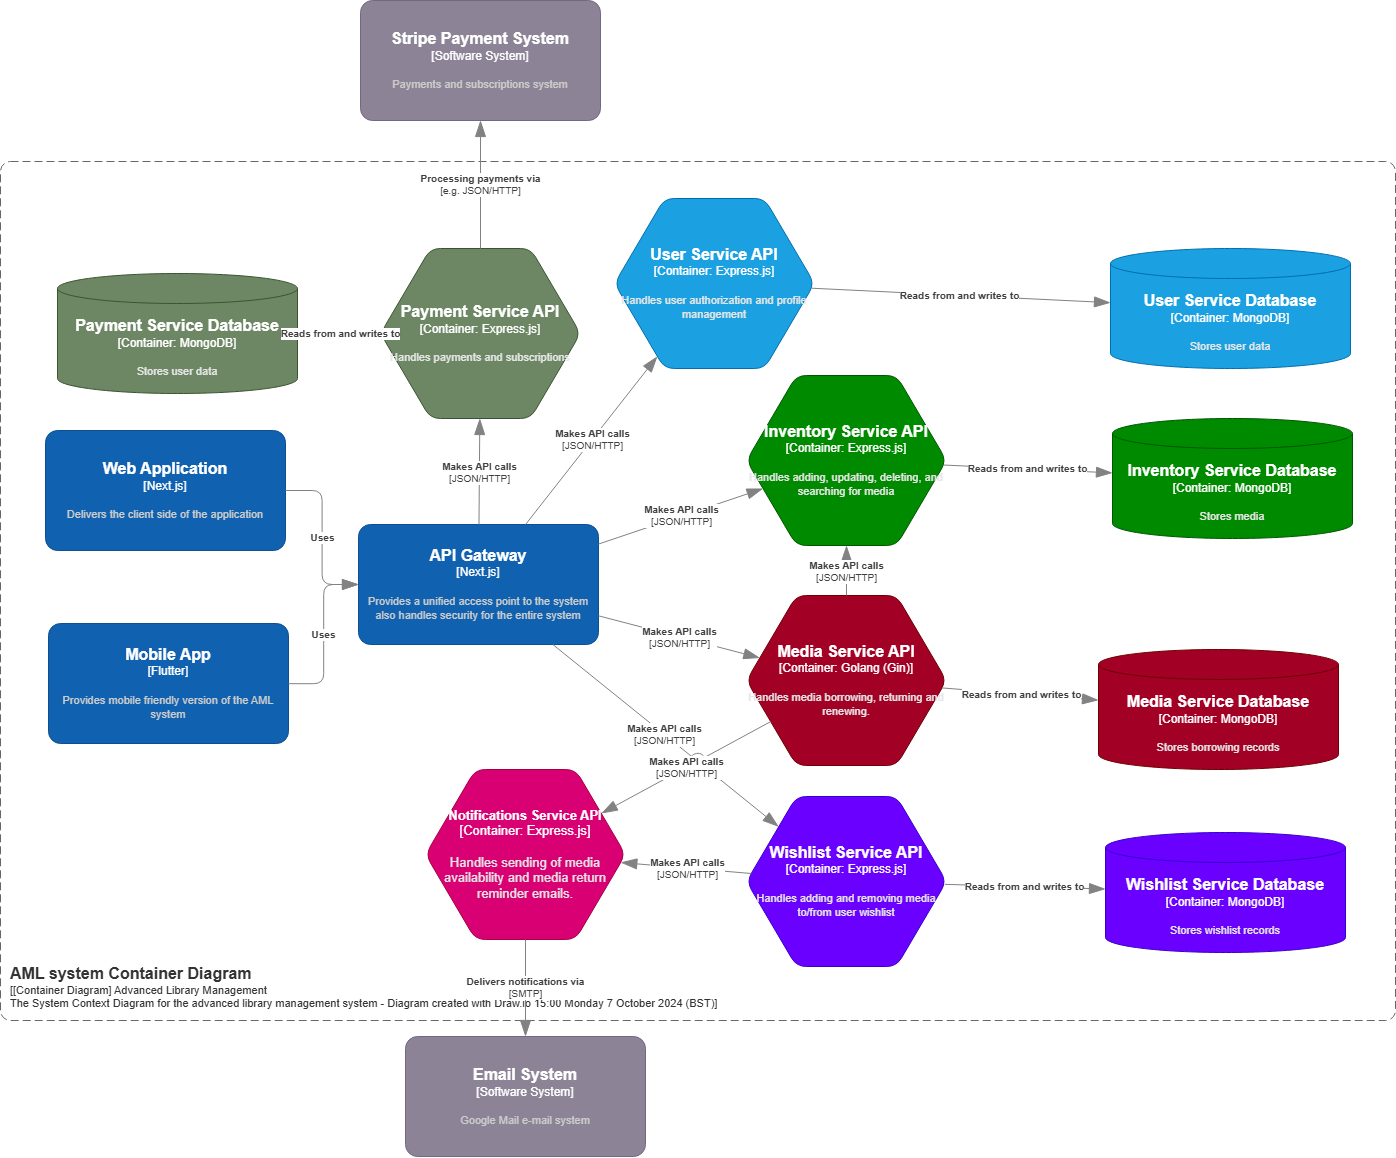 Stripe Payment System
[Software System]
Payments and subscriptions system
Processing payments via
[e.g. JSON/HTTP]
User Service API
[Container: Express.js]
Handles user authorization and profile
management
Reads from and writes to
User Service Database
[Container: MongoDB]
Stores user data
Payment Service Database
[Container: MongoDB]
Stores user data
Reads from and writes to
Payment Service API
[Container: Express.js]
Handles payments and subscriptions
Makes API calls
[JSON/HTTP]
Makes API calls
[JSON/HTTP]
Inventory Service API
[Container: Express.js]
Handles adding, updating, deleting, and
searching for media
Reads from and writes to
Inventory Service Database
[Container: MongoDB]
Stores media
Web Application
[Next.js]
Delivers the client side of the application
Uses
Makes API calls
[JSON/HTTP]
API Gateway
[Next.js]
Provides a unified access point to the system
also handles security for the entire system
Makes API calls
[JSON/HTTP]
Mobile App
[Flutter]
Provides mobile friendly version of the AML
system
Uses
Makes API calls
[JSON/HTTP]
Media Service API
[Container: Golang (Gin)]
Handles media borrowing, returning and
renewing.
Reads from and writes to
Media Service Database
[Container: MongoDB]
Stores borrowing records
Makes API calls
[JSON/HTTP]
Makes API calls
[JSON/HTTP]
Notifications Service API
[Container: Express.js]
Handles sending of media
availability and media return
reminder emails.
Makes API calls
[JSON/HTTP]
Wishlist Service API
[Container: Express.js]
Handles adding and removing media
to/from user wishlist
Reads from and writes to
Wishlist Service Database
[Container: MongoDB]
Stores wishlist records
AML system Container Diagram
[[Container Diagram] Advanced Library Management
The System Context Diagram for the advanced library management system - Diagram created with Draw.io 15:00 Monday 7 October 2024 (BST)]
Delivers notifications via
[SMTP]
Email System
[Software System]
Google Mail e-mail system